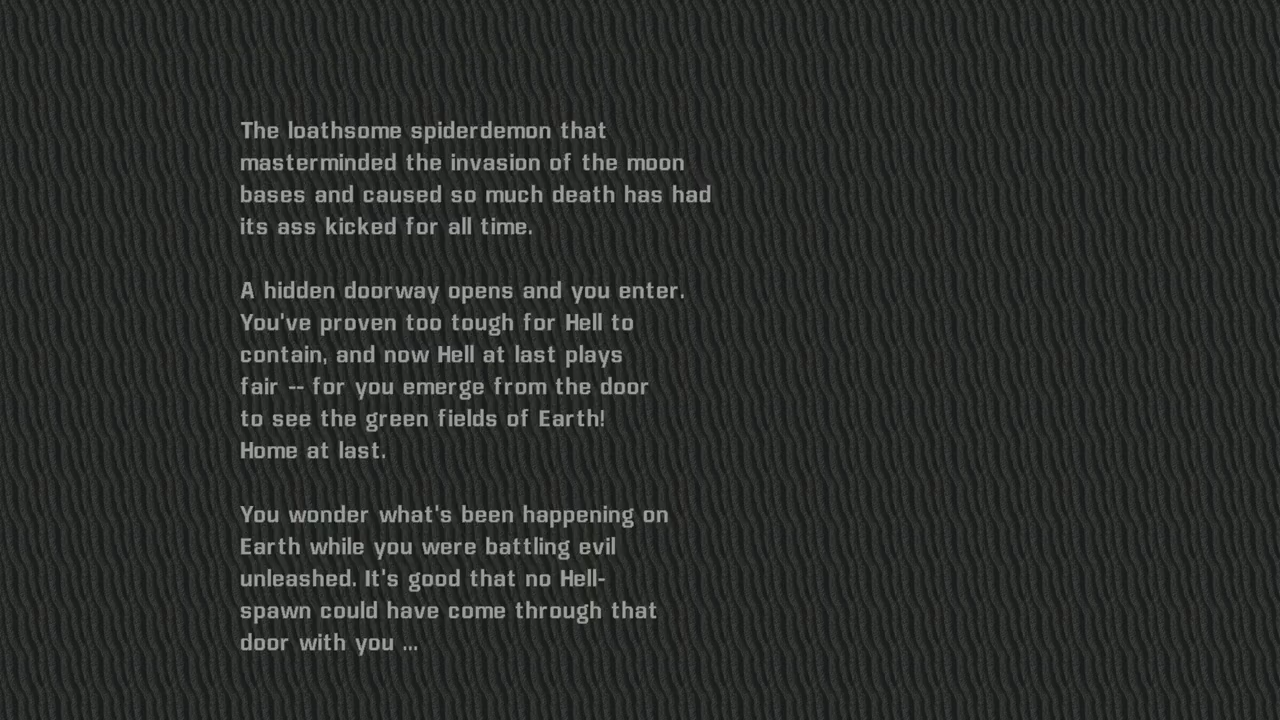 The loathsome spiderdemon that
masterminded the invasion of the moon
bases and caused so much death has had
its ass kicked for all time.
A hidden doorway opens and you enter.
You've proven too tough for Hell to
contain, and now Hell at last plays
fair -- for you emerge from the door
to see the green fields of Earth!
Home at last.
You wonder what's been happening on
Earth while you were battling evil
unleashed. It's good that no Hell-
spawn could have come through that
door with you ...